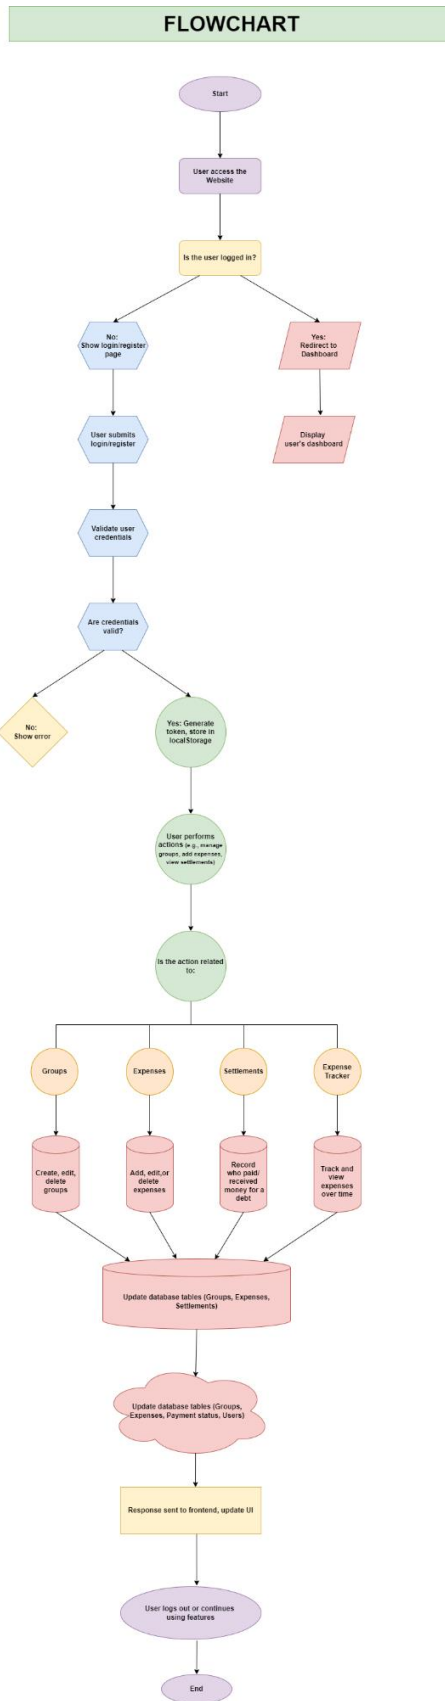 FLOWCHART
Start
User access the
Website
Is the user logged in?
No:
Show login/register
page
Yes:
Redirect to
Dashboard
User submits
login/register
Display
user's dashboard
Validate user
credentials
Are credentials
valid?
No:
Show error
Yes: Generate
token, store in
localStorage
User performs
actions (e.g., manage
groups, add expenses,
view settlements)
Is the action related
to:
Groups
Expenses
Settlements
Expense
Tracker
Create, edit,
delete
groups
Add, edit,or
delete
expenses
Record
who paid/
received
money for a
debt
Track and
view
expenses
over time
Update database tables (Groups, Expenses,
Settlements)
Update database tables (Groups,
Expenses, Payment status, Users)
Response sent to frontend, update UI
User logs out or continues
using features
End